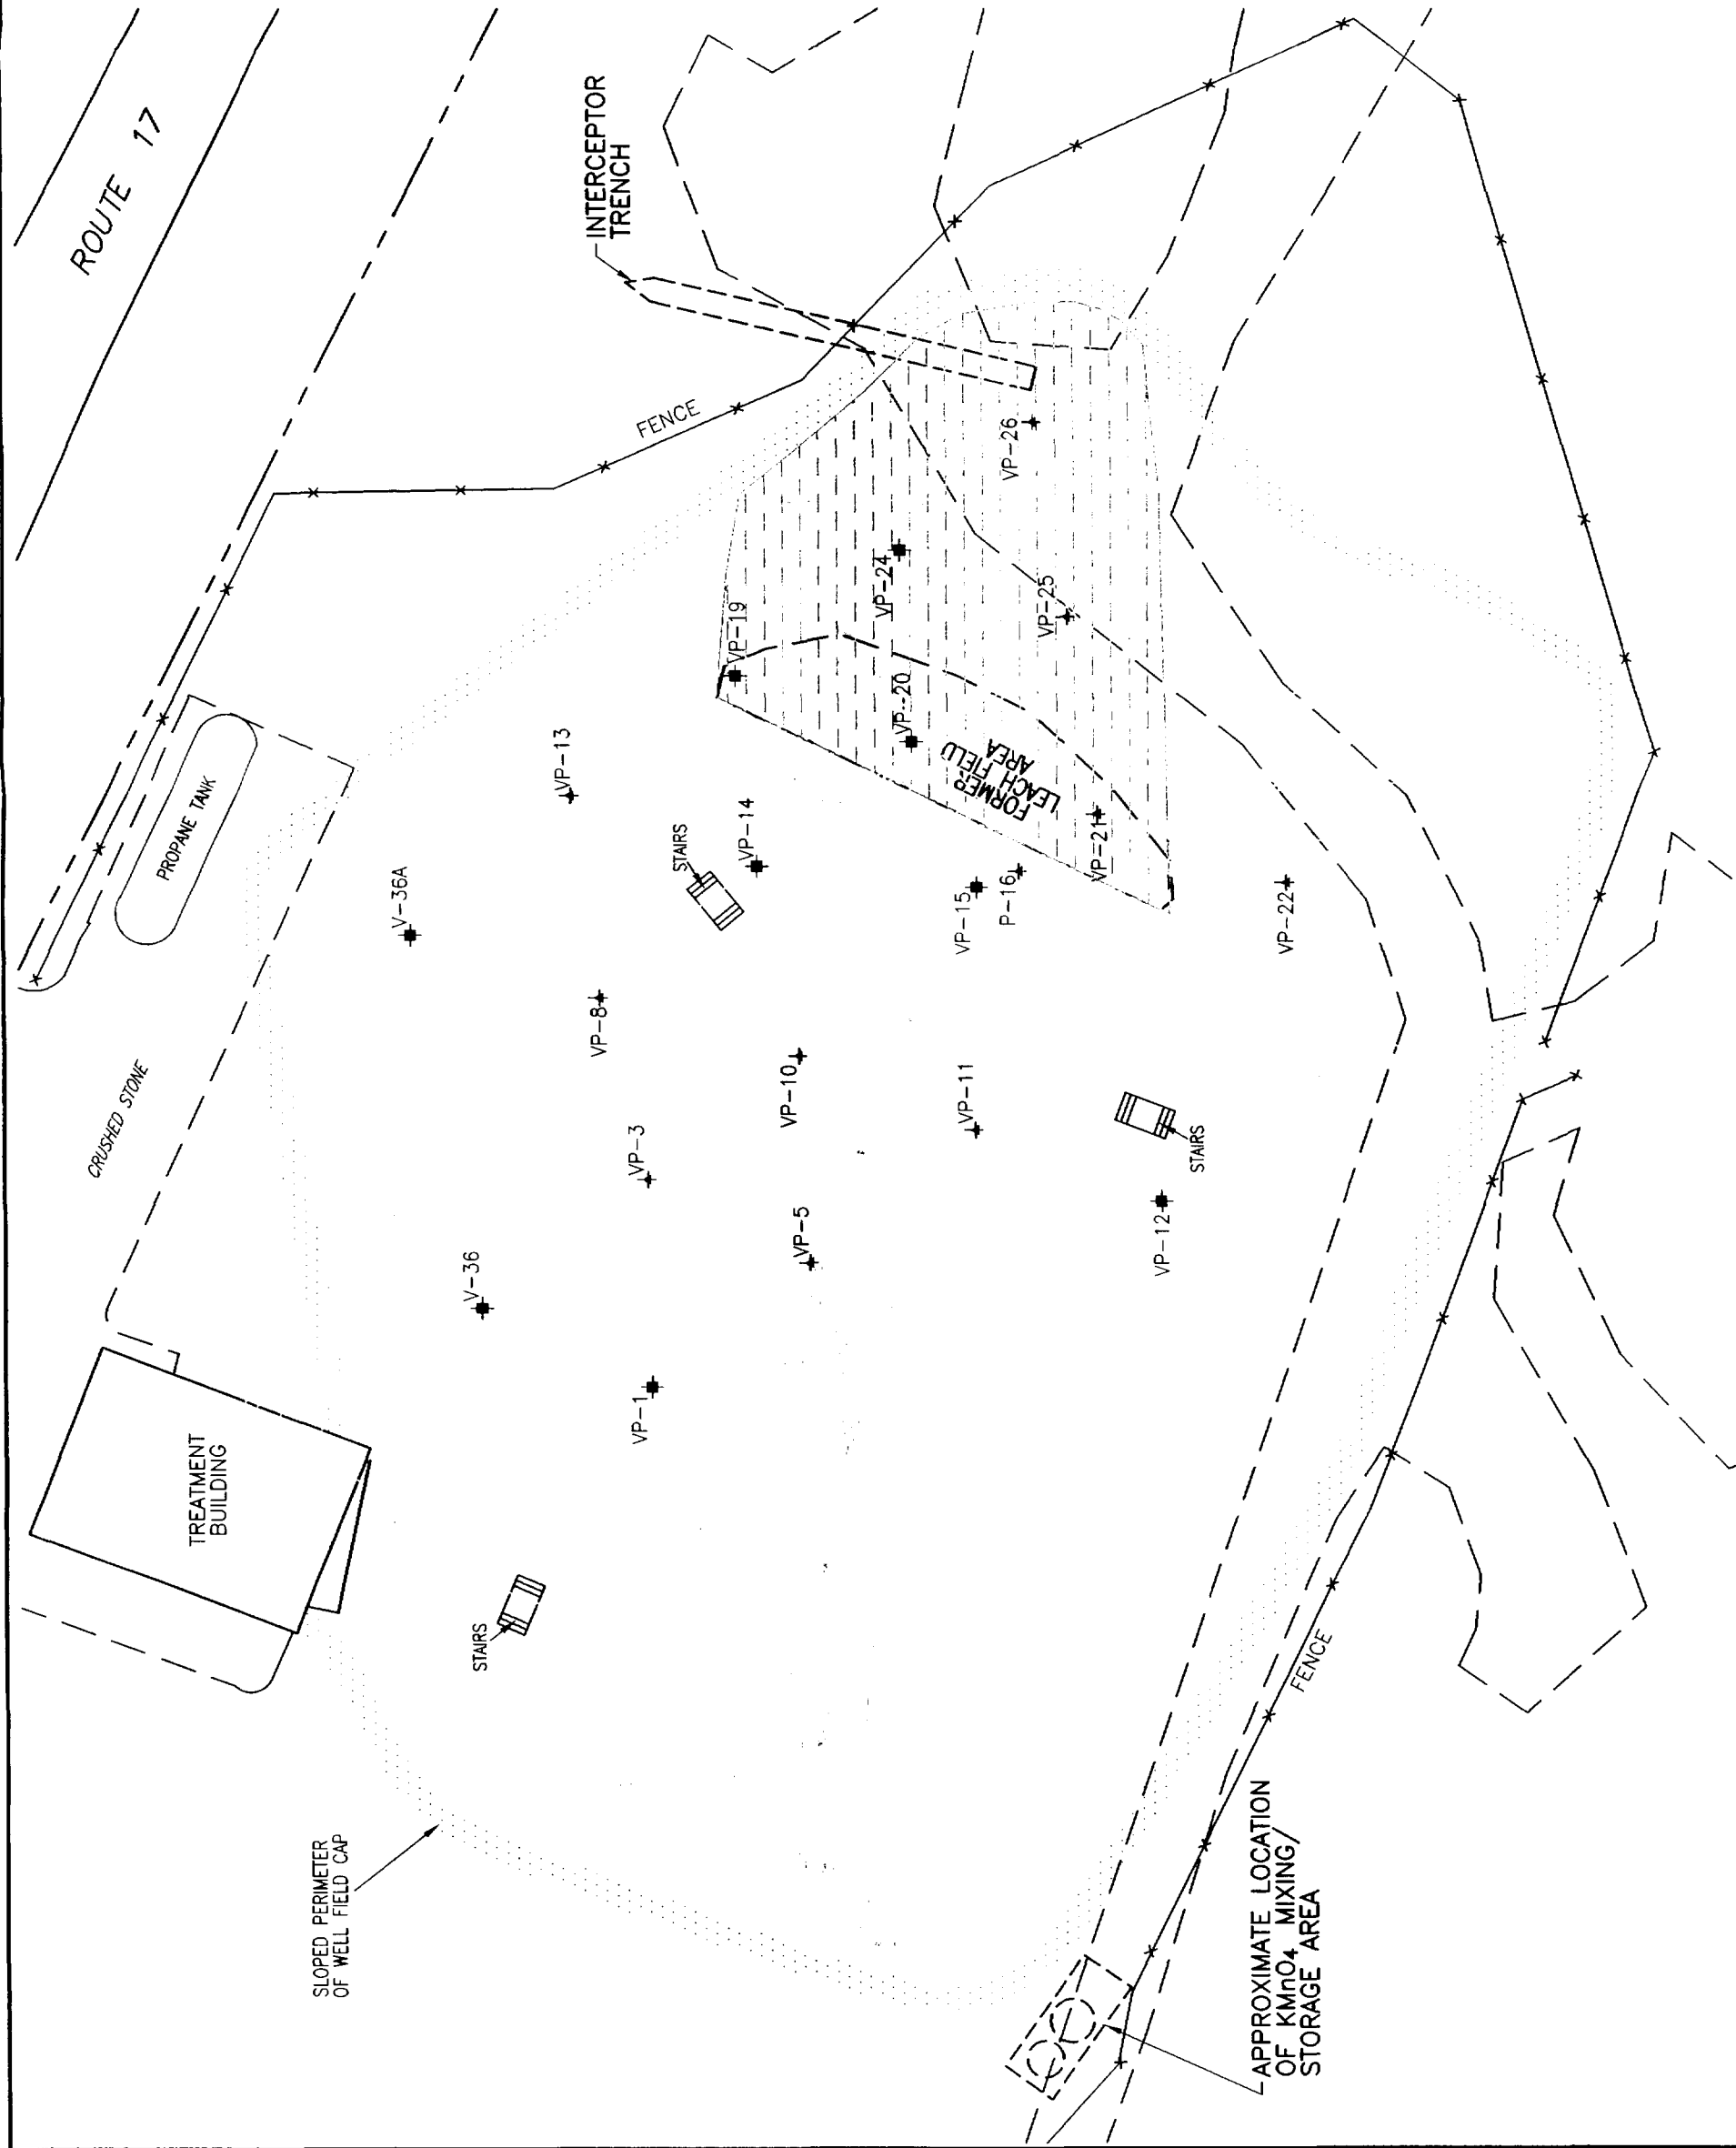 ROUTE 17
INTERCEPTOR
TRENCH
FENCE
PROPANE TANK
CRUSHED STONE
TREATMENT
BUILDING
SLOPED PERIMETER
OF WELL FIELD CAP
STAIRS
V-36
V-36A
VP-1
VP-3
VP-8
VP-13
STAIRS
VP-14
VP-5
VP-10
VP-19
VP-20
VP-24
VP-15
P-16
VP-11
VP-26
VP-25
VP-21
FORMER
LEACH FIELD
AREA
VP-12
STAIRS
VP-22
FENCE
APPROXIMATE LOCATION
OF KMnO4 MIXING/
STORAGE AREA